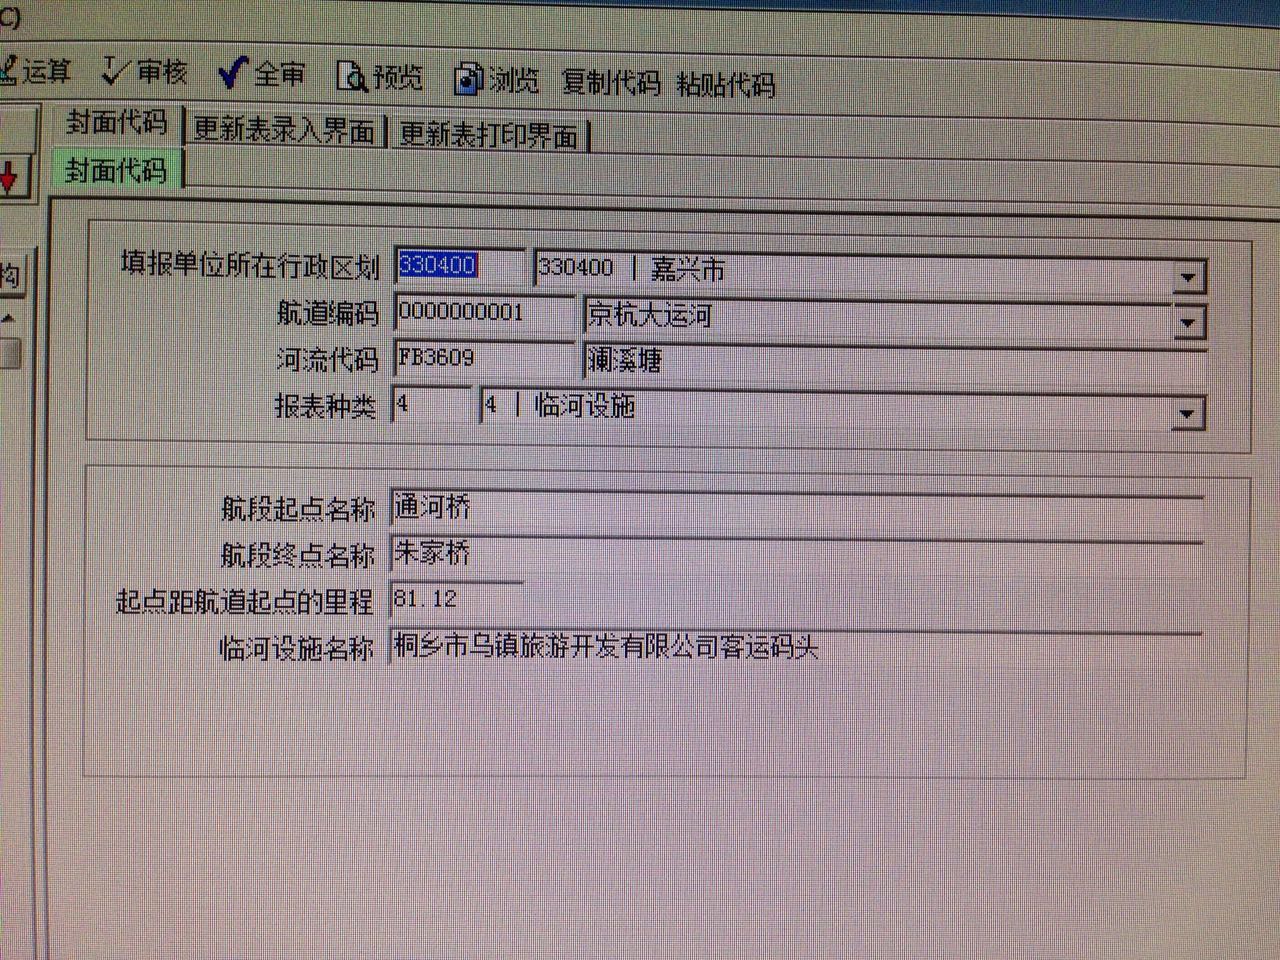 C)
运算 审核 全审 预览 浏览 复制代码 粘贴代码
封面代码 更新表录入界面 更新表打印界面
封面代码
构
填报单位所在行政区划 330400 330400 | 嘉兴市
航道编码 0000000001 京杭大运河
河流代码 FB3609 澜溪塘
报表种类 4 4 | 临河设施
航段起点名称 通河桥
航段终点名称 朱家桥
起点距航道起点的里程 81.12
临河设施名称 桐乡市乌镇旅游开发有限公司客运码头